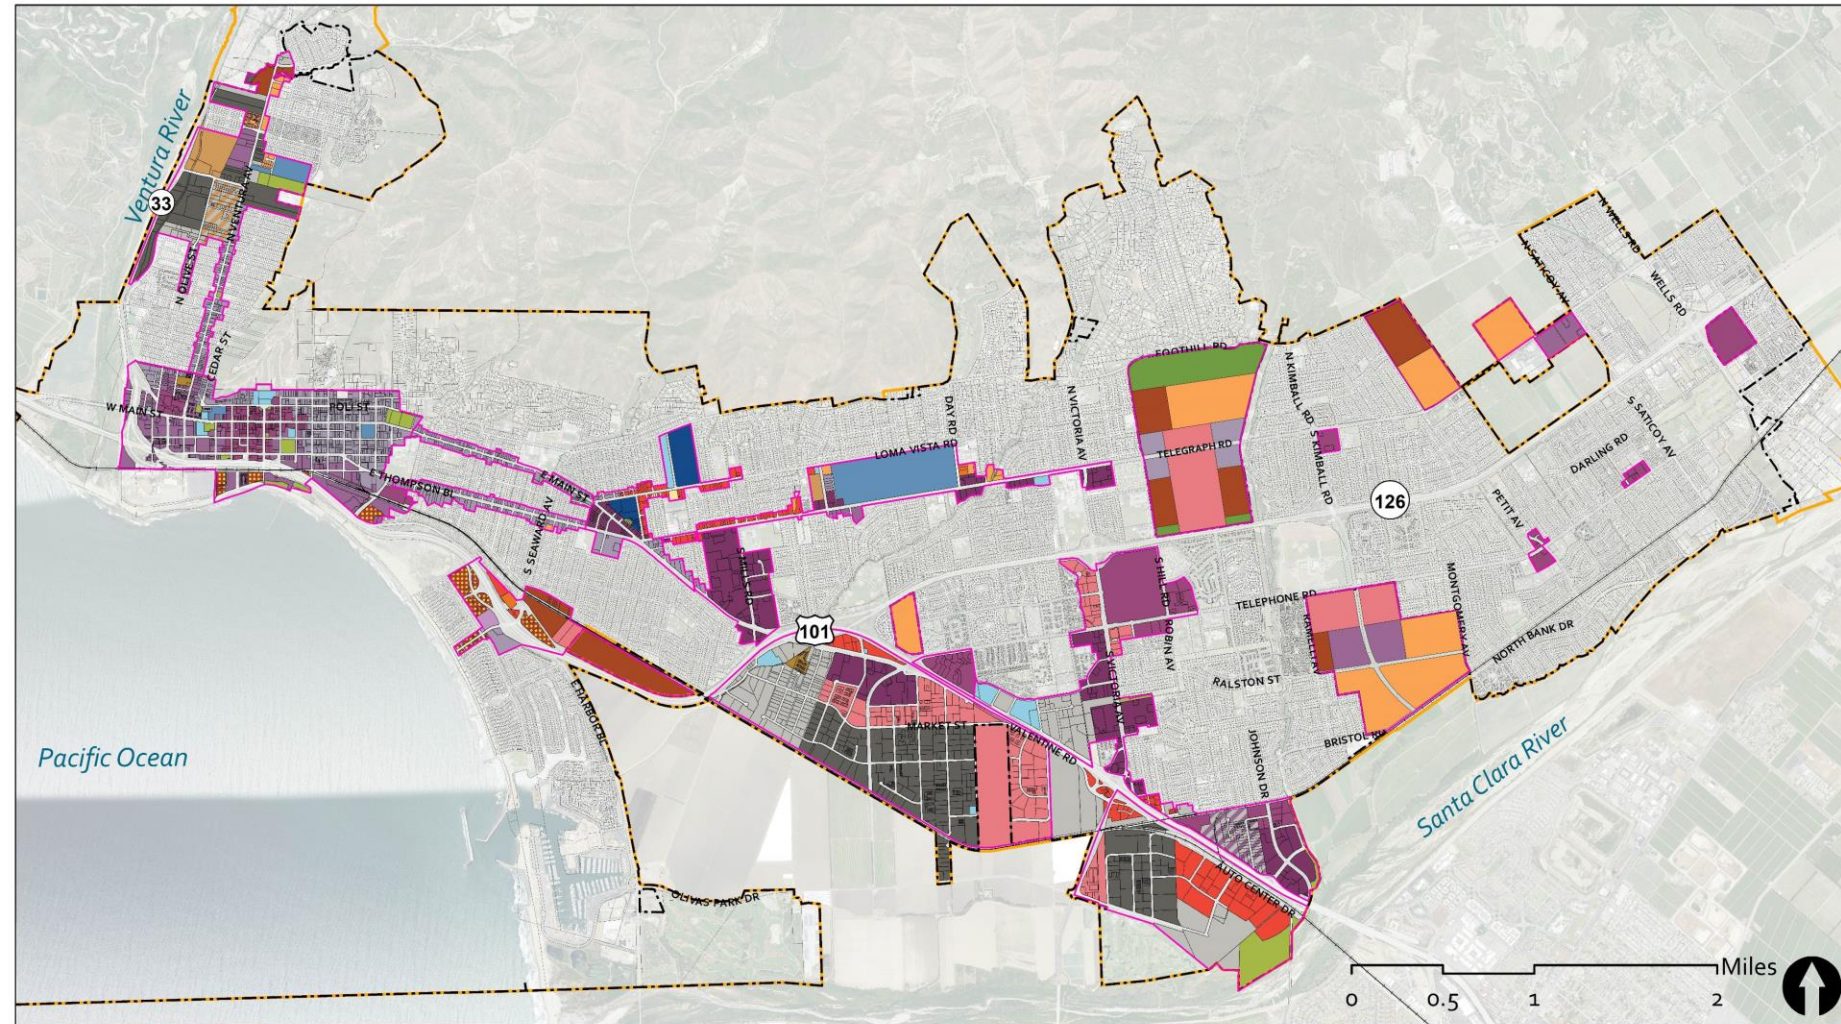 Ventura River
33
N VENTURA AV
N OLIVE ST
CEDAR ST
W MAIN ST
POLI ST
E THOMPSON BL
E MAIN ST
S SEAWARD AV
LOMA VISTA RD
DAY RD
N VICTORIA AV
FOOTHILL RD
TELEGRAPH RD
N KIMBALL RD
S KIMBALL RD
126
N SATICOY AV
N WELLS RD
WELLS RD
S SATICOY AV
DARLING RD
PETIT AV
MONTGOMERY AV
NORTH BANK DR
TELEPHONE RD
RAMELLI AV
RALSTON ST
BRISTOL RD
JOHNSON DR
S HILL RD
ROBIN AV
S VICTORIA AV
S MILLS RD
101
MARKET ST
VALENTINE RD
AUTO CENTER DR
E HARBOR BL
OLIVAS PARK DR
Pacific Ocean
Santa Clara River
Miles
0 0.5 1 2